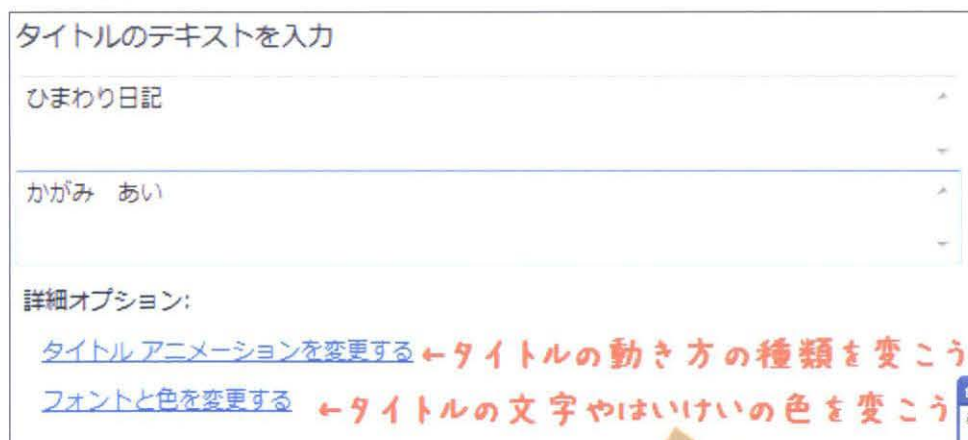 タイトルのテキストを入力
ひまわり日記
かがみ　あい
詳細オプション:
タイトル アニメーションを変更する ←タイトルの動き方の種類を変こう
フォントと色を変更する ←タイトルの文字やはいけいの色を変こう